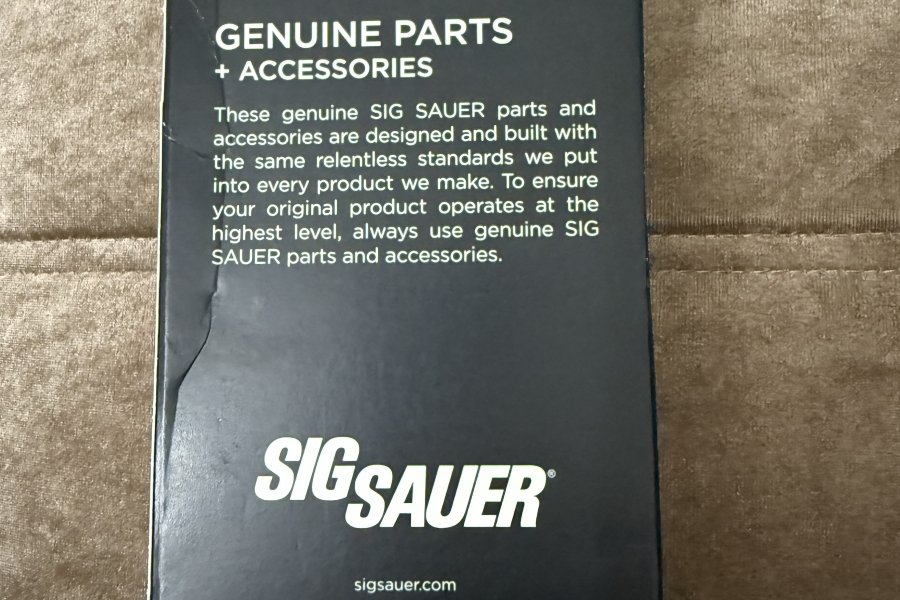 GENUINE PARTS
+ ACCESSORIES
These genuine SIG SAUER parts and
accessories are designed and built with
the same relentless standards we put
into every product we make. To ensure
your original product operates at the
highest level, always use genuine SIG
SAUER parts and accessories.
SIG
SAUER®
sigsauer.com